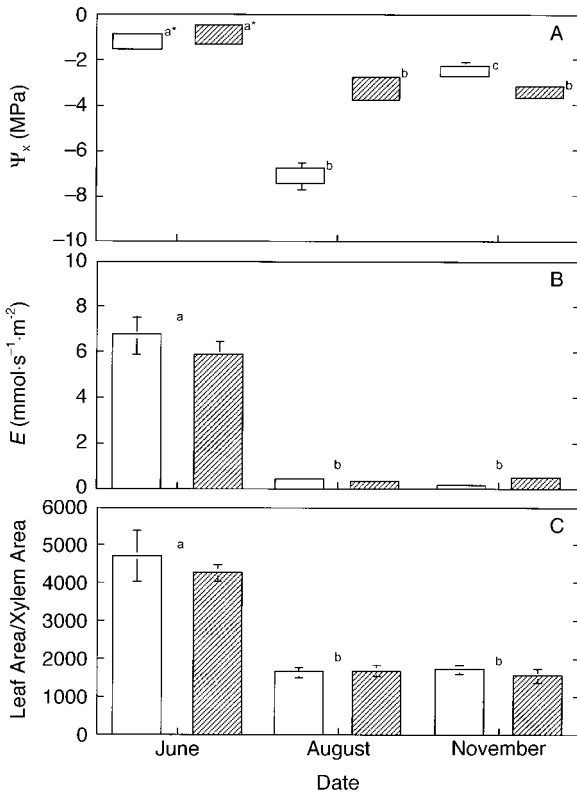 0
−2
−4
−6
−8
−10
Ψx (MPa)
a*
a*
b
b
c
b
A
10
8
6
4
2
0
E (mmol·s⁻¹·m⁻²)
a
b
b
B
6000
5000
4000
3000
2000
1000
0
Leaf Area/Xylem Area
a
b
b
C
June August November
Date